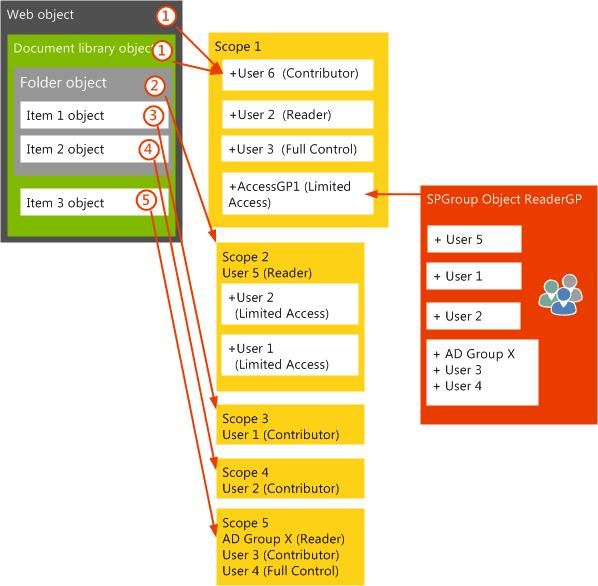 Web object
1
Document library object
1
Folder object
2
Item 1 object
3
Item 2 object
4
Item 3 object
5
Scope 1
+User 6 (Contributor)
+User 2 (Reader)
+User 3 (Full Control)
+AccessGP1 (Limited
Access)
Scope 2
User 5 (Reader)
+User 2
(Limited Access)
+User 1
(Limited Access)
Scope 3
User 1 (Contributor)
Scope 4
User 2 (Contributor)
Scope 5
AD Group X (Reader)
User 3 (Contributor)
User 4 (Full Control)
SPGroup Object ReaderGP
+ User 5
+ User 1
+ User 2
+ AD Group X
+ User 3
+ User 4